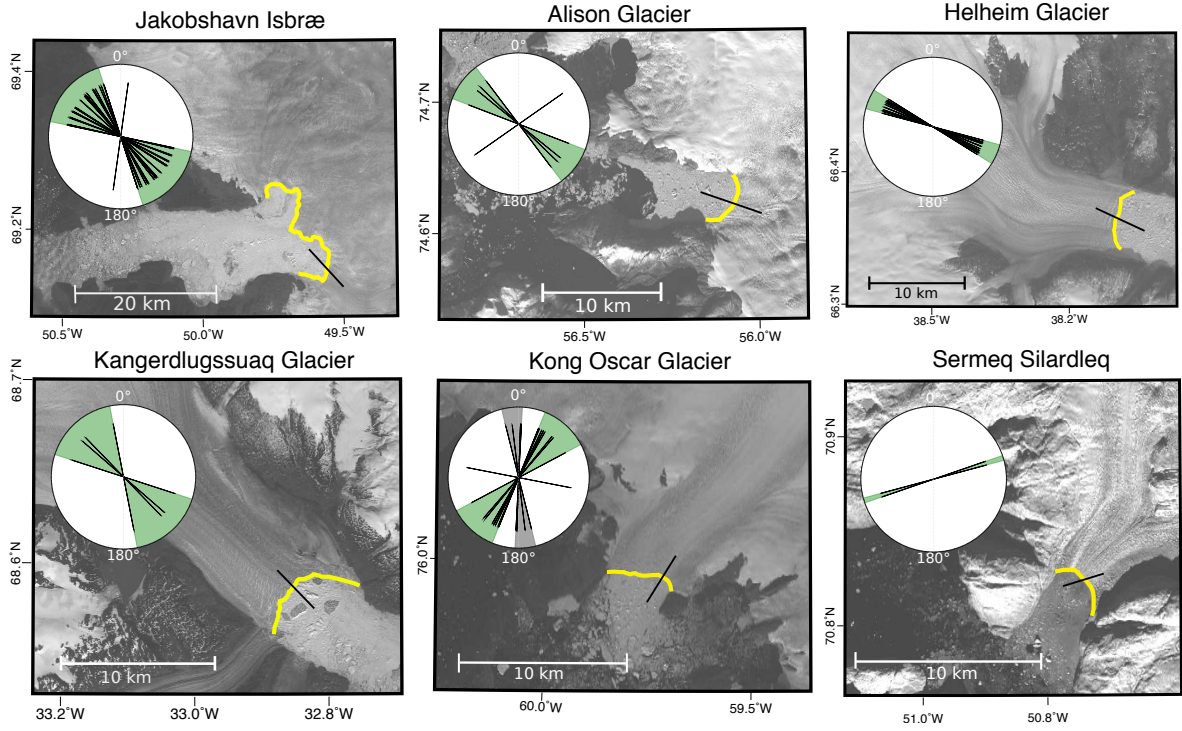 Jakobshavn Isbræ
0°
180°
69.4˚N
69.2˚N
20 km
50.5˚W
50.0˚W
49.5˚W
Alison Glacier
0°
180°
74.7˚N
74.6˚N
10 km
56.5˚W
56.0˚W
Helheim Glacier
0°
180°
66.4˚N
66.3˚N
10 km
38.5˚W
38.2˚W
Kangerdlugssuaq Glacier
0°
180°
68.7˚N
68.6˚N
10 km
33.2˚W
33.0˚W
32.8˚W
Kong Oscar Glacier
0°
180°
76.0˚N
10 km
60.0˚W
59.5˚W
Sermeq Silardleq
0°
180°
70.9˚N
70.8˚N
10 km
51.0˚W
50.8˚W